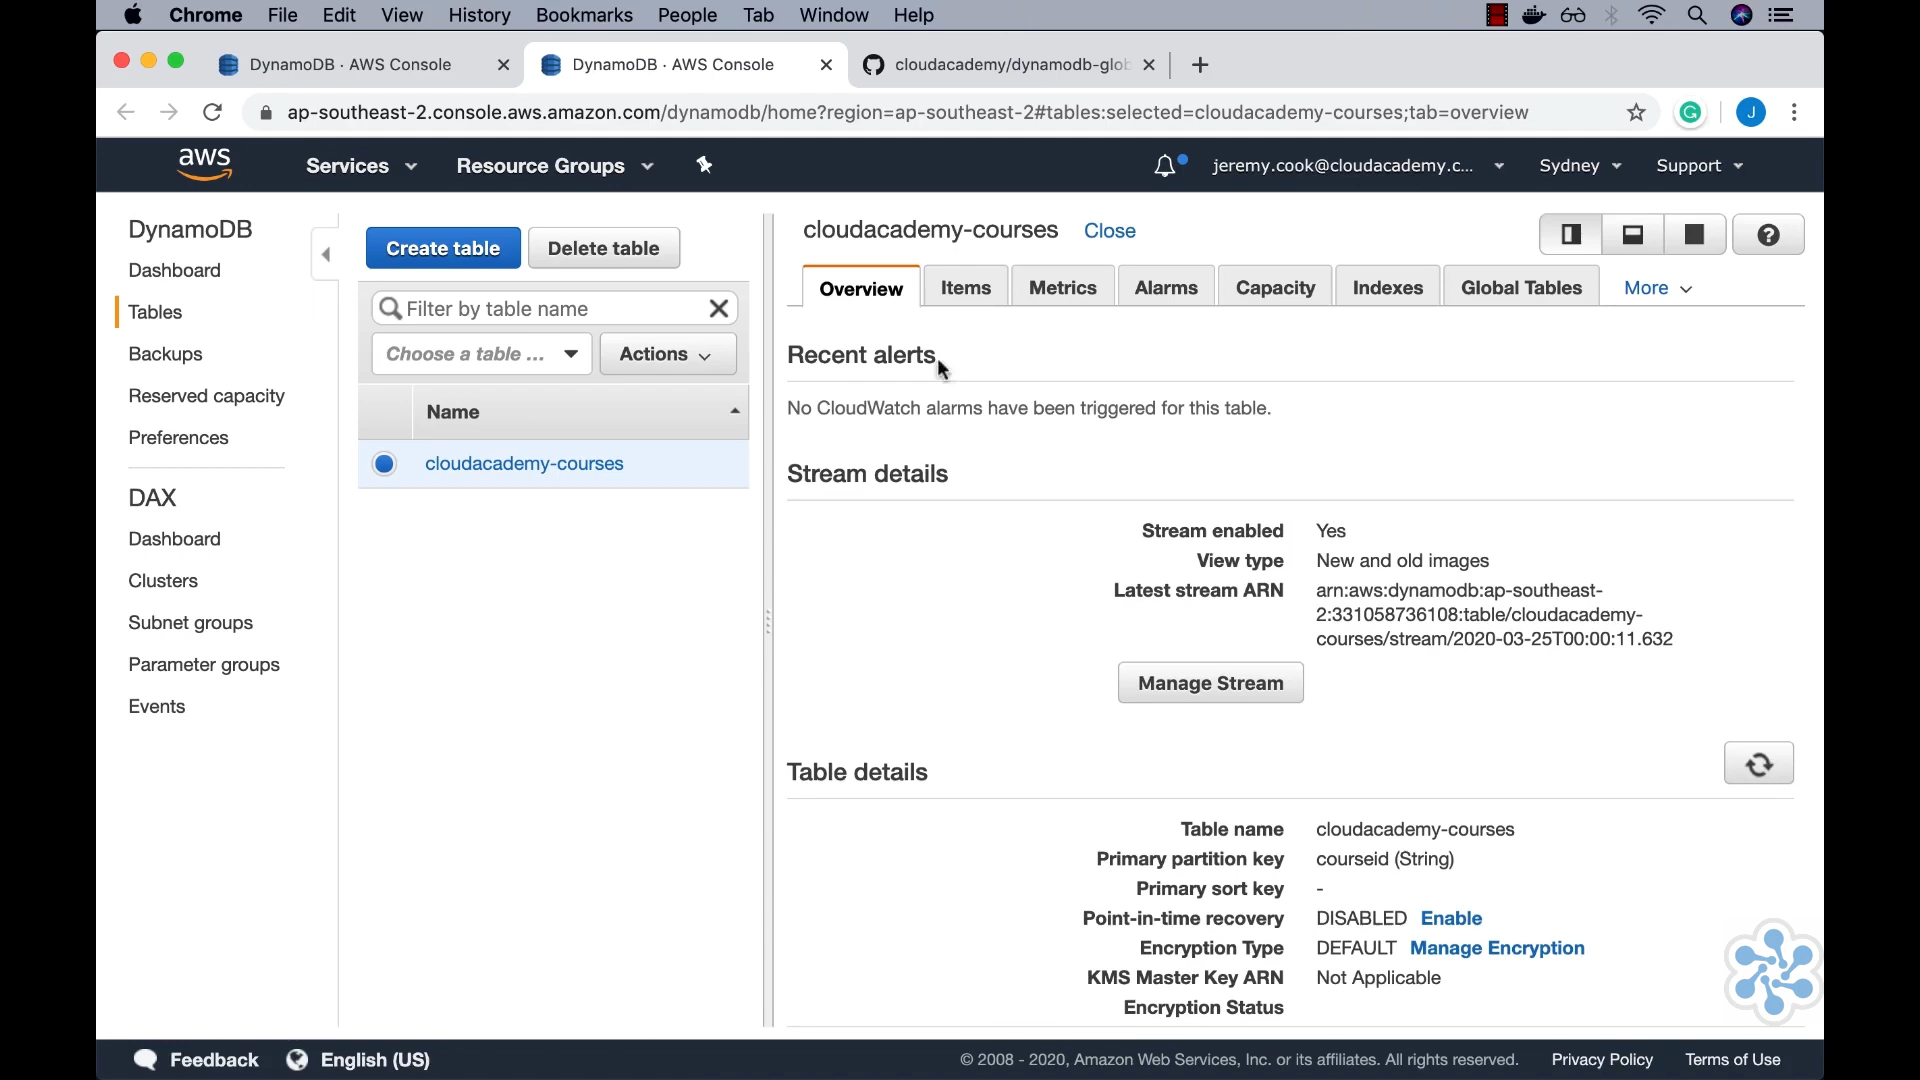 Chrome File Edit View History Bookmarks People Tab Window Help
DynamoDB · AWS Console
DynamoDB · AWS Console
cloudacademy/dynamodb-glob
ap-southeast-2.console.aws.amazon.com/dynamodb/home?region=ap-southeast-2#tables:selected=cloudacademy-courses;tab=overview
G
J
aws
Services
Resource Groups
jeremy.cook@cloudacademy.c...
Sydney
Support
DynamoDB
Dashboard
Tables
Backups
Reserved capacity
Preferences
DAX
Dashboard
Clusters
Subnet groups
Parameter groups
Events
Create table
Delete table
Filter by table name
Choose a table ...
Actions
Name
cloudacademy-courses
cloudacademy-courses Close
?
Overview Items Metrics Alarms Capacity Indexes Global Tables More
Recent alerts
No CloudWatch alarms have been triggered for this table.
Stream details
Stream enabled Yes
View type New and old images
Latest stream ARN arn:aws:dynamodb:ap-southeast-
2:331058736108:table/cloudacademy-
courses/stream/2020-03-25T00:00:11.632
Manage Stream
Table details
Table name cloudacademy-courses
Primary partition key courseid (String)
Primary sort key -
Point-in-time recovery DISABLED Enable
Encryption Type DEFAULT Manage Encryption
KMS Master Key ARN Not Applicable
Encryption Status
Feedback
English (US)
© 2008 - 2020, Amazon Web Services, Inc. or its affiliates. All rights reserved. Privacy Policy Terms of Use